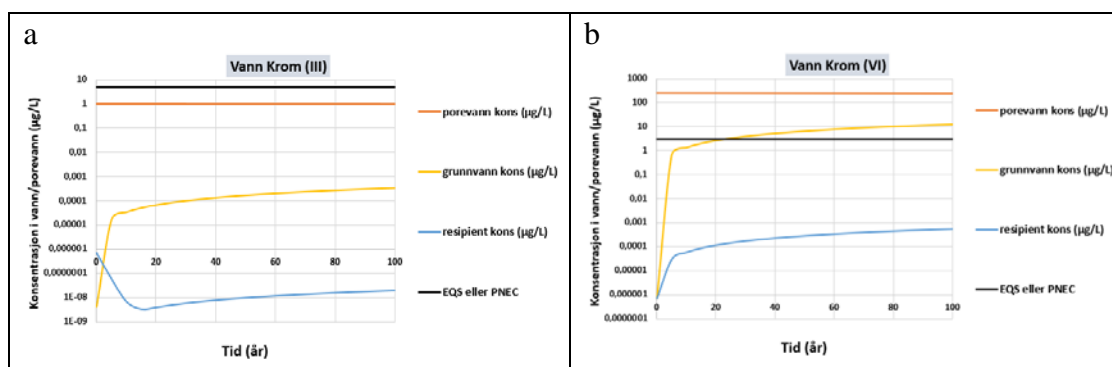 a
Vann Krom (III)
Konsentrasjon i vann/porevann (µg/L)
10
1
0,1
0,01
0,001
0,0001
0,00001
0,000001
0,0000001
1E-08
1E-09
0
20
40
60
80
100
Tid (år)
porevann kons (µg/L)
grunnvann kons (µg/L)
resipient kons (µg/L)
EQS eller PNEC
b
Vann Krom (VI)
Konsentrasjon i vann/porevann (µg/L)
1000
100
10
1
0,1
0,01
0,001
0,0001
0,00001
0,000001
0,0000001
0
20
40
60
80
100
Tid (år)
porevann kons (µg/L)
grunnvann kons (µg/L)
resipient kons (µg/L)
EQS eller PNEC